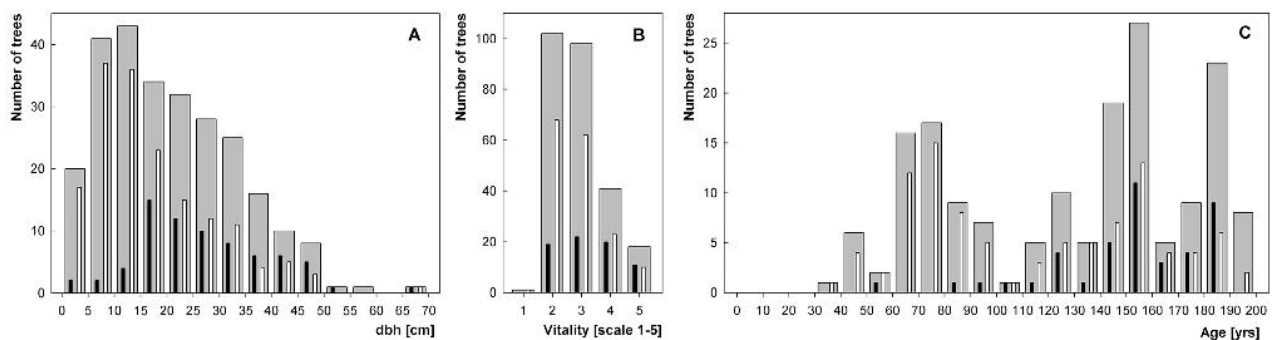 A
Number of trees
40
30
20
10
0
0 5 10 15 20 25 30 35 40 45 50 55 60 65 70
dbh [cm]
B
Number of trees
100
80
60
40
20
0
1 2 3 4 5
Vitality [scale 1-5]
C
Number of trees
25
20
15
10
5
0
0 10 20 30 40 50 60 70 80 90 100 110 120 130 140 150 160 170 180 190 200
Age [yrs]